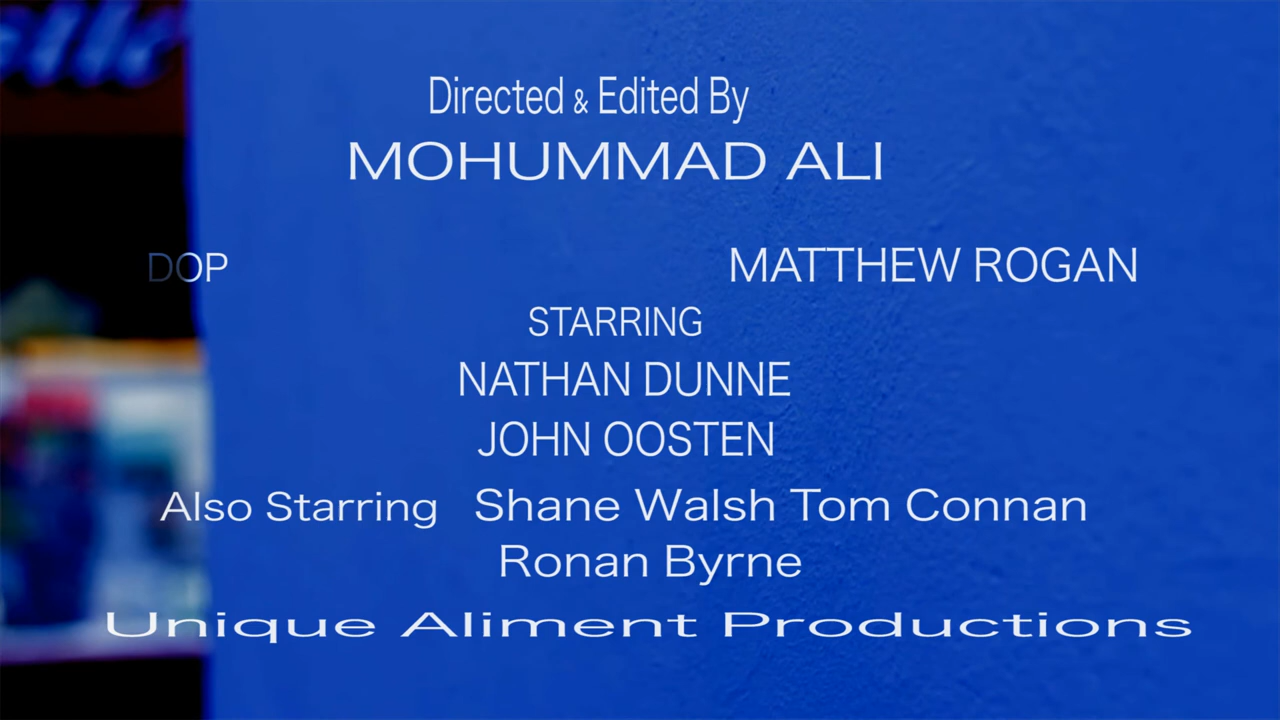 Directed & Edited By
MOHUMMAD ALI
DOP MATTHEW ROGAN
STARRING
NATHAN DUNNE
JOHN OOSTEN
Also Starring Shane Walsh Tom Connan
Ronan Byrne
Unique Aliment Productions